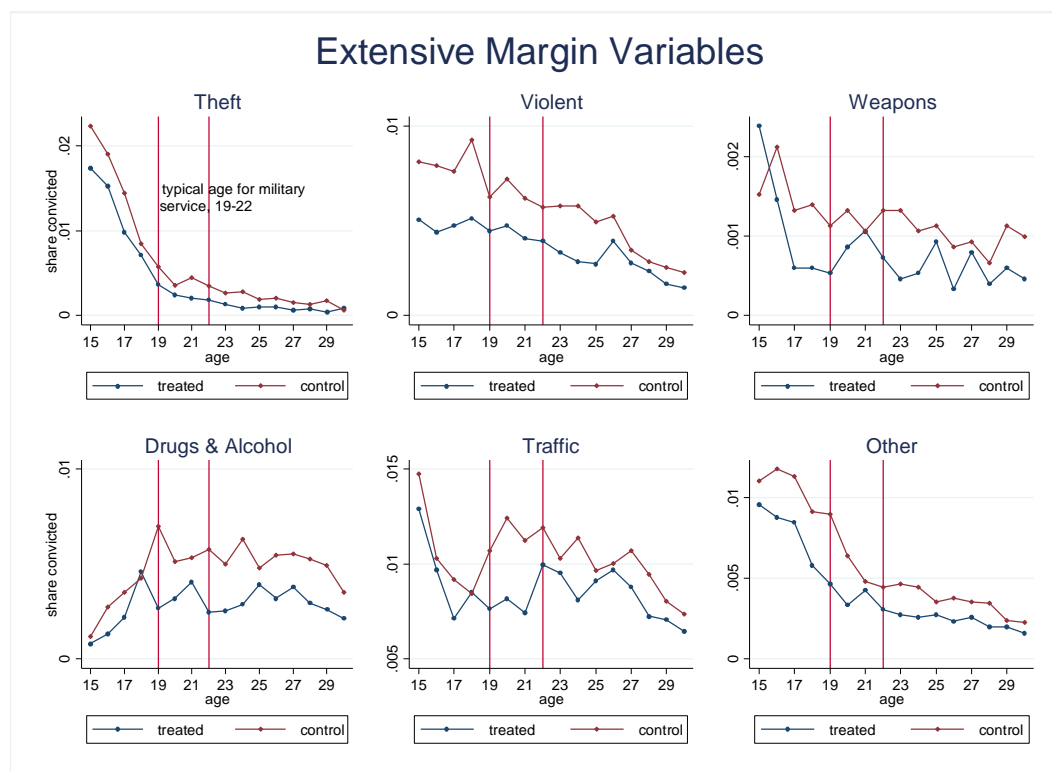 Extensive Margin Variables
Theft
Violent
Weapons
share convicted
.02
.01
0
typical age for military
service, 19-22
15 17 19 21 23 25 27 29
age
treated control
.01
0
15 17 19 21 23 25 27 29
age
treated control
.002
.001
0
15 17 19 21 23 25 27 29
age
treated control
Drugs & Alcohol
Traffic
Other
share convicted
.01
0
15 17 19 21 23 25 27 29
age
treated control
.015
.010
.005
15 17 19 21 23 25 27 29
age
treated control
.01
.005
0
15 17 19 21 23 25 27 29
age
treated control